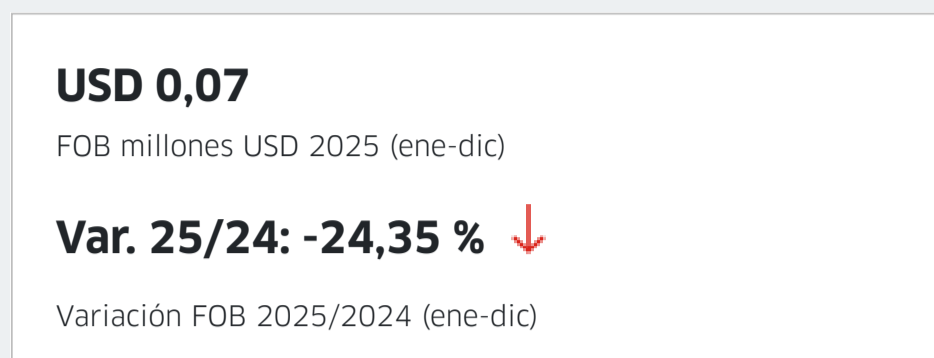 USD 0,07
FOB millones USD 2025 (ene-dic)
Var. 25/24: -24,35 %
Variación FOB 2025/2024 (ene-dic)